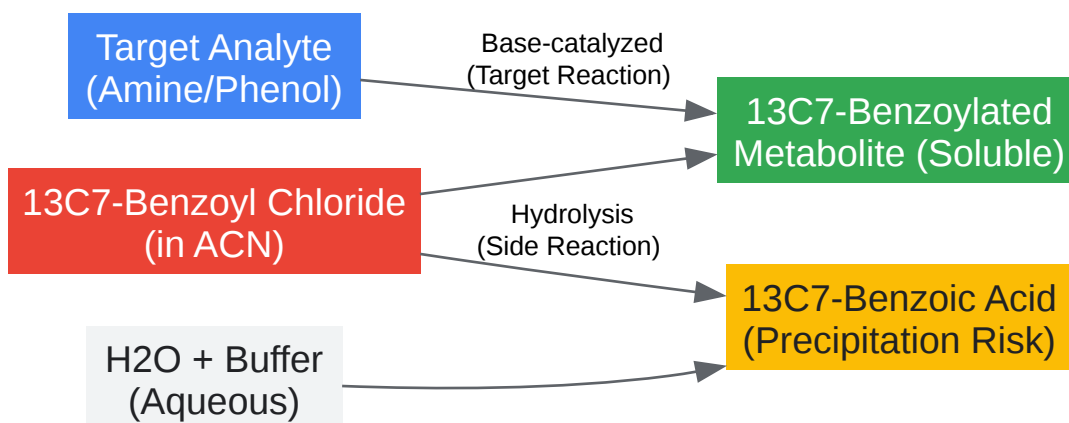 Target Analyte
(Amine/Phenol)
Base-catalyzed
(Target Reaction)
13C7-Benzoylated
Metabolite (Soluble)
13C7-Benzoyl Chloride
(in ACN)
Hydrolysis
(Side Reaction)
13C7-Benzoic Acid
(Precipitation Risk)
H2O + Buffer
(Aqueous)